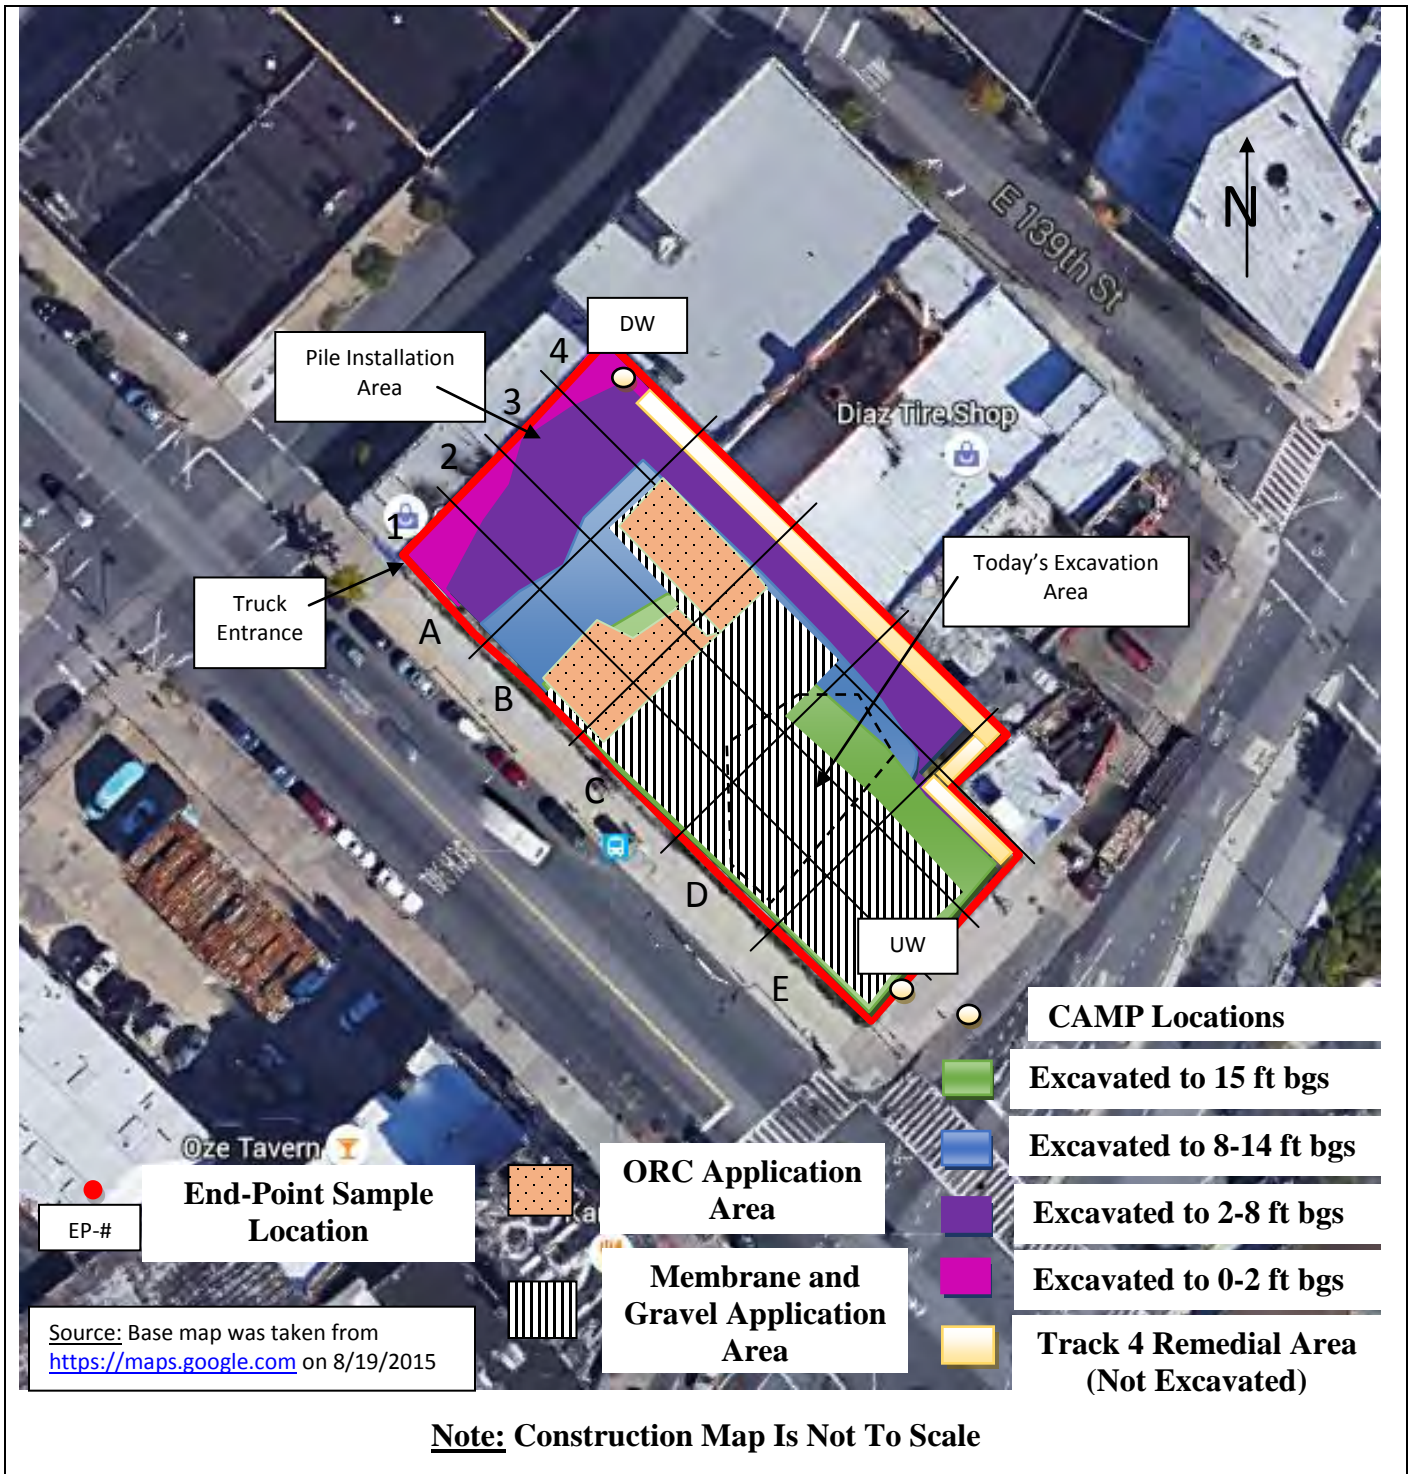 E 139th St
N
DW
Pile Installation
Area
4
3
2
1
Diaz Tire Shop
Today's Excavation
Area
Truck
Entrance
A
B
C
D
E
UW
CAMP Locations
Excavated to 15 ft bgs
Excavated to 8-14 ft bgs
Excavated to 2-8 ft bgs
Excavated to 0-2 ft bgs
Track 4 Remedial Area
(Not Excavated)
Oze Tavern
ORC Application
Area
End-Point Sample
Location
EP-#
Membrane and
Gravel Application
Area
Source: Base map was taken from
https://maps.google.com on 8/19/2015
Note: Construction Map Is Not To Scale